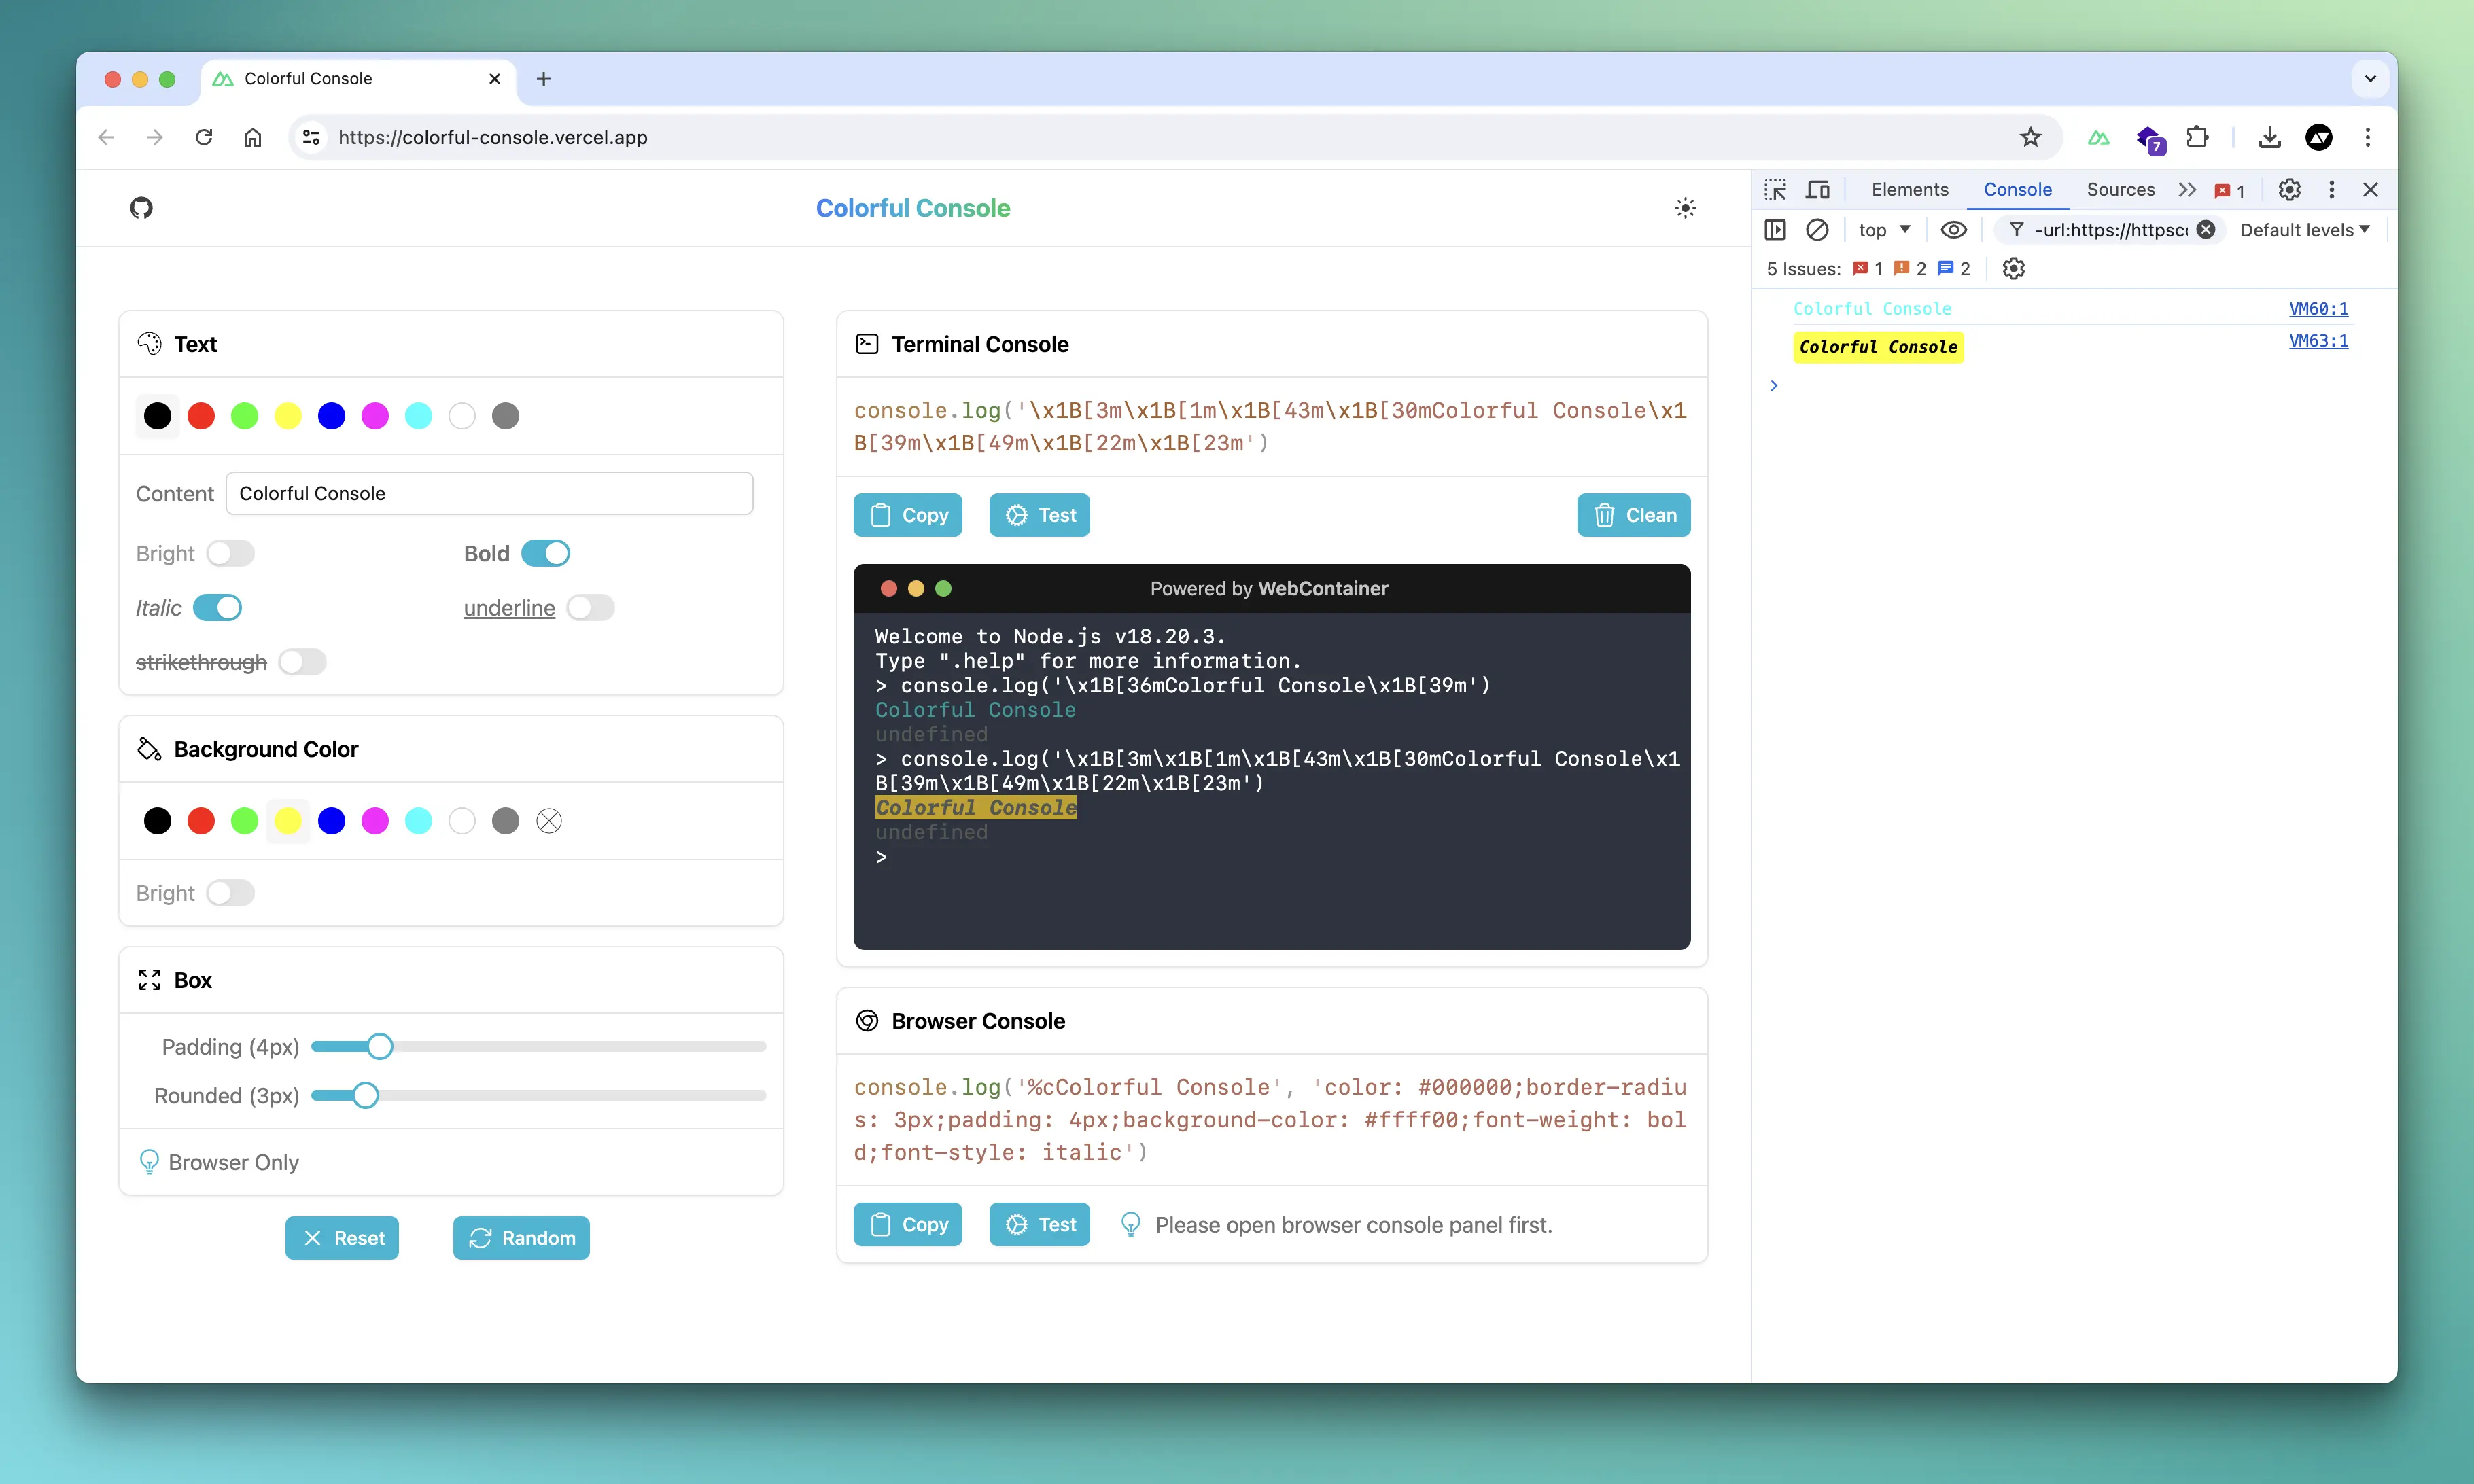 Colorful Console
https://colorful-console.vercel.app
7
Colorful Console
Text
Content Colorful Console
Bright Bold
Italic underline
strikethrough
Background Color
Bright
Box
Padding (4px)
Rounded (3px)
Browser Only
Reset Random
Terminal Console
console.log('\x1B[3m\x1B[1m\x1B[43m\x1B[30mColorful Console\x1
B[39m\x1B[49m\x1B[22m\x1B[23m')
Copy Test Clean
Powered by WebContainer
Welcome to Node.js v18.20.3.
Type ".help" for more information.
> console.log('\x1B[36mColorful Console\x1B[39m')
Colorful Console
undefined
> console.log('\x1B[3m\x1B[1m\x1B[43m\x1B[30mColorful Console\x1
B[39m\x1B[49m\x1B[22m\x1B[23m')
Colorful Console
undefined
>
Browser Console
console.log('%cColorful Console', 'color: #000000;border-radiu
s: 3px;padding: 4px;background-color: #ffff00;font-weight: bol
d;font-style: italic')
Copy Test Please open browser console panel first.
Elements Console Sources 1
top -url:https://httpsc Default levels
5 Issues: 1 2 2
Colorful Console VM60:1
Colorful Console VM63:1